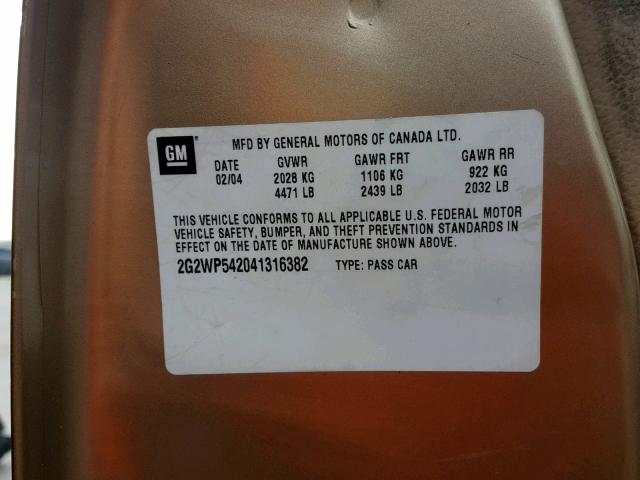 GM
MFD BY GENERAL MOTORS OF CANADA LTD.
DATE GVWR GAWR FRT GAWR RR
02/04 2028 KG 1106 KG 922 KG
4471 LB 2439 LB 2032 LB
THIS VEHICLE CONFORMS TO ALL APPLICABLE U.S. FEDERAL MOTOR
VEHICLE SAFETY, BUMPER, AND THEFT PREVENTION STANDARDS IN
EFFECT ON THE DATE OF MANUFACTURE SHOWN ABOVE.
2G2WP542041316382 TYPE: PASS CAR